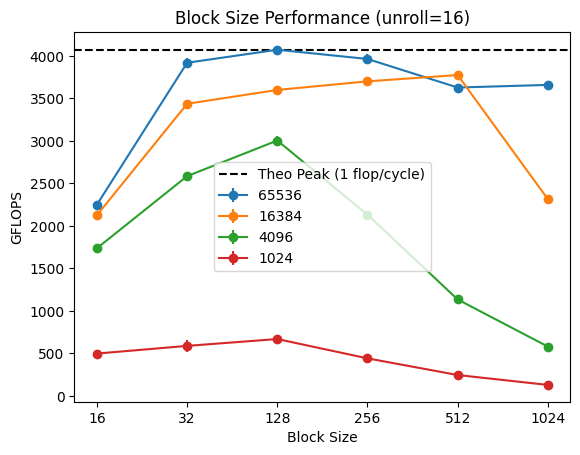 Block Size Performance (unroll=16)
GFLOPS
4000
3500
3000
2500
2000
1500
1000
500
0
Theo Peak (1 flop/cycle)
65536
16384
4096
1024
16 32 128 256 512 1024
Block Size